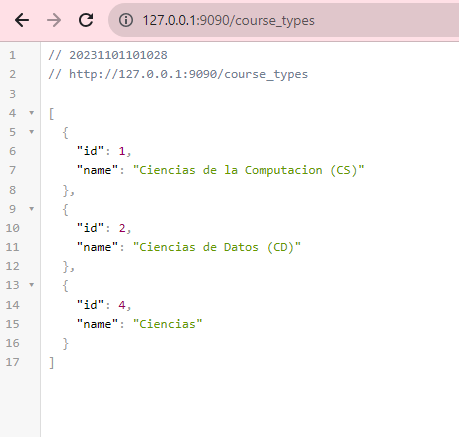 127.0.0.1:9090/course_types
1 // 20231101101028
2 // http://127.0.0.1:9090/course_types
3
4 [
5 {
6 "id": 1,
7 "name": "Ciencias de la Computacion (CS)"
8 },
9 {
10 "id": 2,
11 "name": "Ciencias de Datos (CD)"
12 },
13 {
14 "id": 4,
15 "name": "Ciencias"
16 }
17 ]